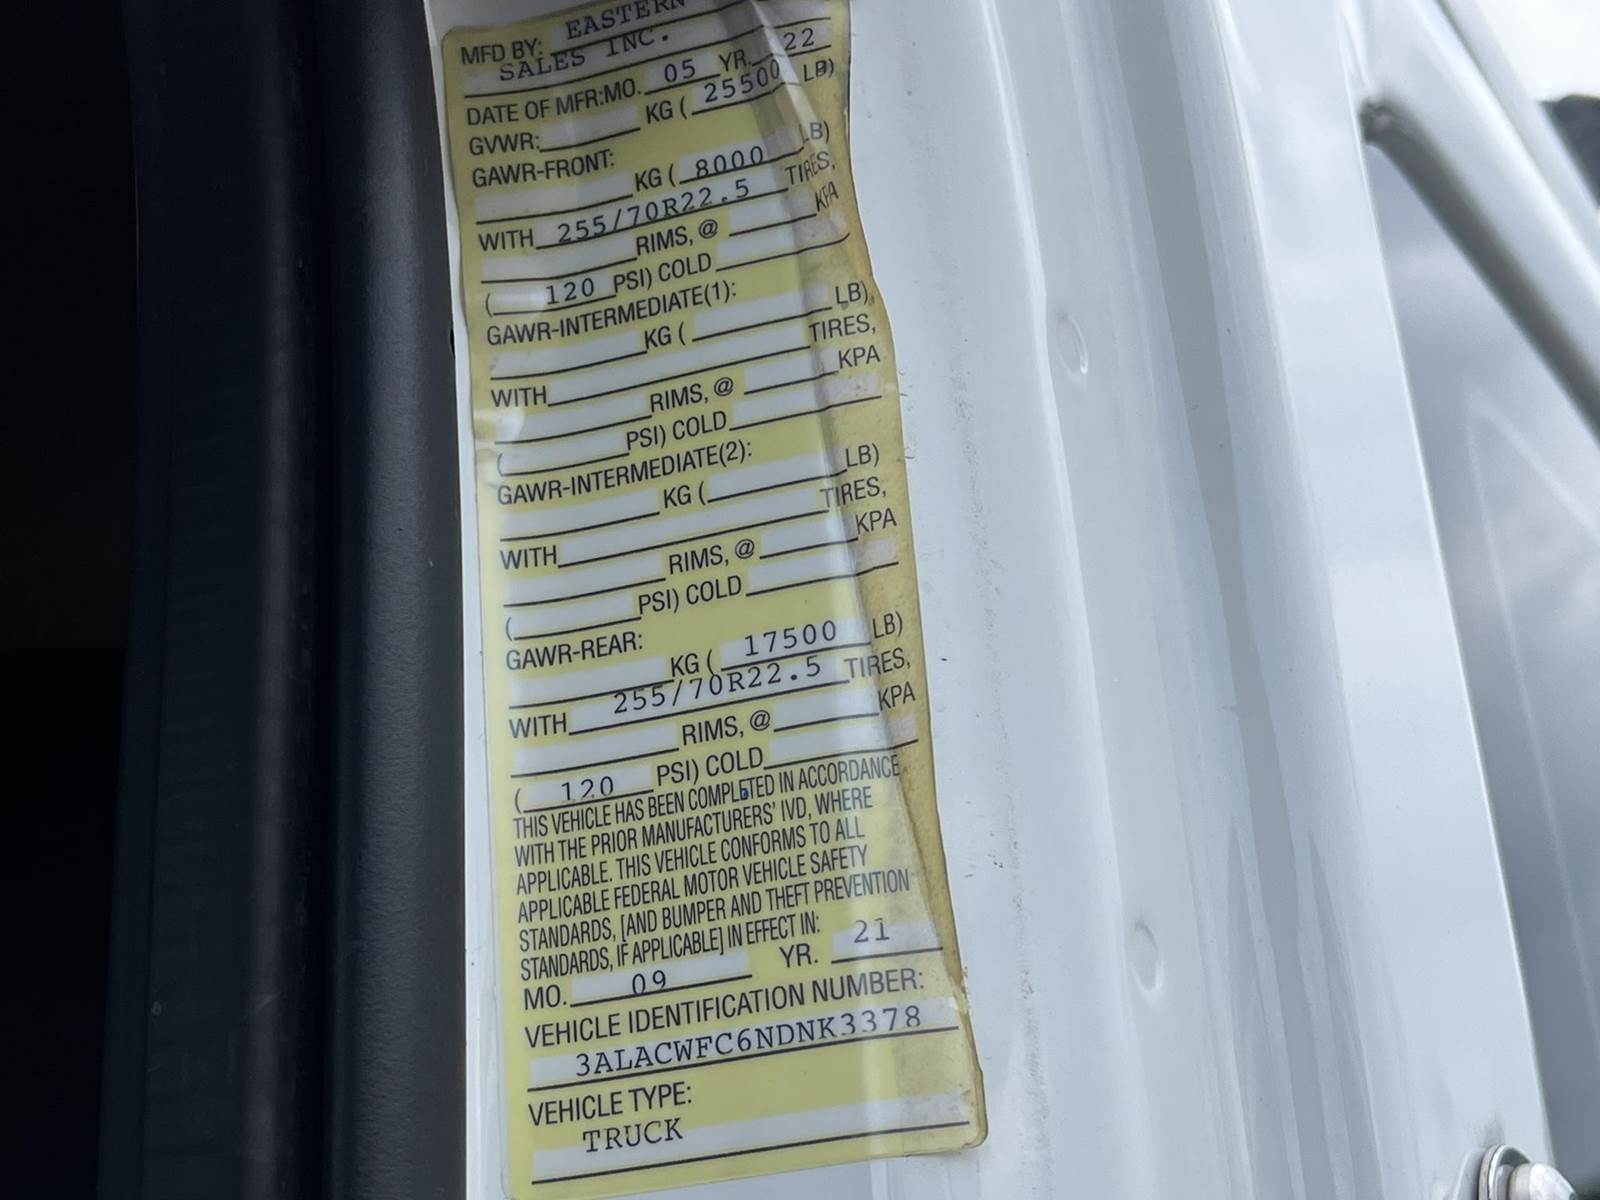 MFD BY: EASTERN
SALES INC.
DATE OF MFR:MO. 05 YR. 22
GVWR: KG ( 25500 LB)
GAWR-FRONT:
KG ( 8000 LB)
WITH 255/70R22.5 TIRES,
RIMS, @ KPA
( 120 PSI) COLD
GAWR-INTERMEDIATE(1):
KG ( LB)
WITH TIRES,
RIMS, @ KPA
( PSI) COLD
GAWR-INTERMEDIATE(2):
KG ( LB)
WITH TIRES,
RIMS, @ KPA
( PSI) COLD
GAWR-REAR:
KG ( 17500 LB)
WITH 255/70R22.5 TIRES,
RIMS, @ KPA
( 120 PSI) COLD
THIS VEHICLE HAS BEEN COMPLETED IN ACCORDANCE
WITH THE PRIOR MANUFACTURERS' IVD, WHERE
APPLICABLE. THIS VEHICLE CONFORMS TO ALL
APPLICABLE FEDERAL MOTOR VEHICLE SAFETY
STANDARDS, [AND BUMPER AND THEFT PREVENTION
STANDARDS, IF APPLICABLE] IN EFFECT IN:
MO. 09 YR. 21
VEHICLE IDENTIFICATION NUMBER:
3ALACWFC6NDNK3378
VEHICLE TYPE:
TRUCK